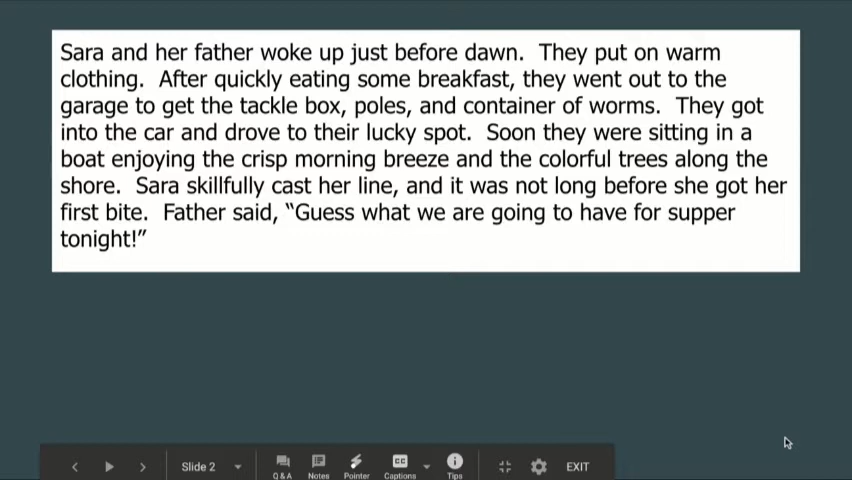 Sara and her father woke up just before dawn.  They put on warm
clothing.  After quickly eating some breakfast, they went out to the
garage to get the tackle box, poles, and container of worms.  They got
into the car and drove to their lucky spot.  Soon they were sitting in a
boat enjoying the crisp morning breeze and the colorful trees along the
shore.  Sara skillfully cast her line, and it was not long before she got her
first bite.  Father said, “Guess what we are going to have for supper
tonight!”
Slide 2
Q & A
Notes
Pointer
CC
Captions
Tips
EXIT